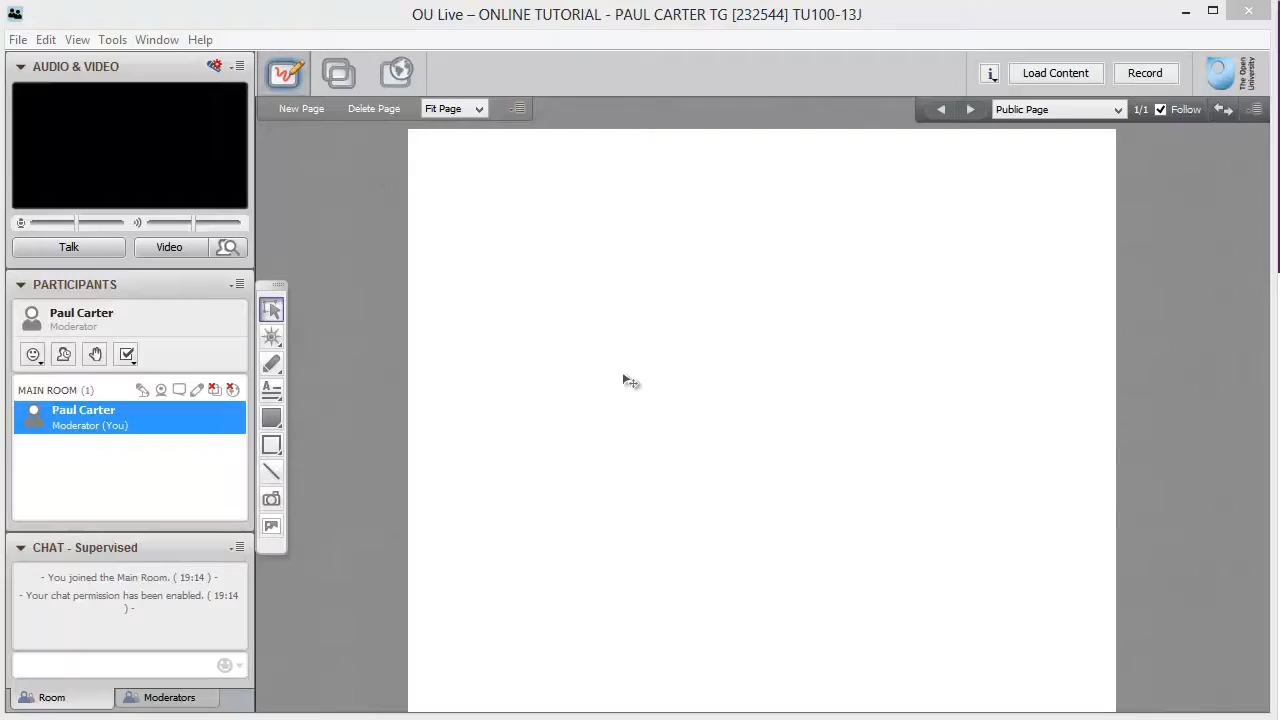 OU Live – ONLINE TUTORIAL - PAUL CARTER TG [232544] TU100-13J
File Edit View Tools Window Help
AUDIO & VIDEO
Load Content
Record
The Open University
New Page
Delete Page
Fit Page
Public Page
1/1
Follow
Talk
Video
PARTICIPANTS
Paul Carter
Moderator
MAIN ROOM (1)
Paul Carter
Moderator (You)
CHAT - Supervised
- You joined the Main Room. ( 19:14 ) -
- Your chat permission has been enabled. ( 19:14
) -
Room
Moderators